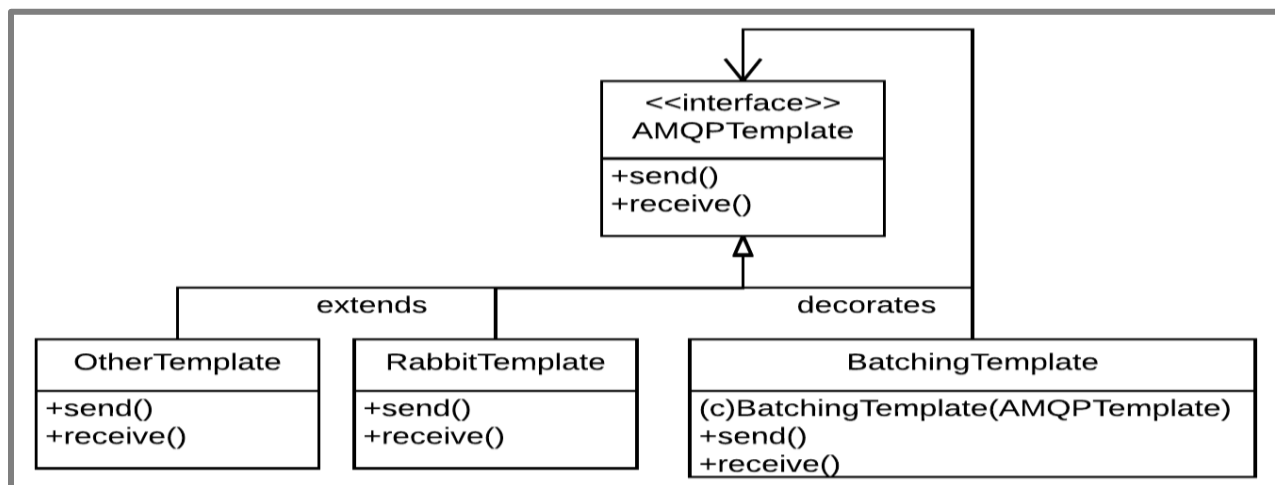 <<interface>>
AMQPTemplate
+send()
+receive()
extends
decorates
OtherTemplate
+send()
+receive()
RabbitTemplate
+send()
+receive()
BatchingTemplate
(c)BatchingTemplate(AMQPTemplate)
+send()
+receive()